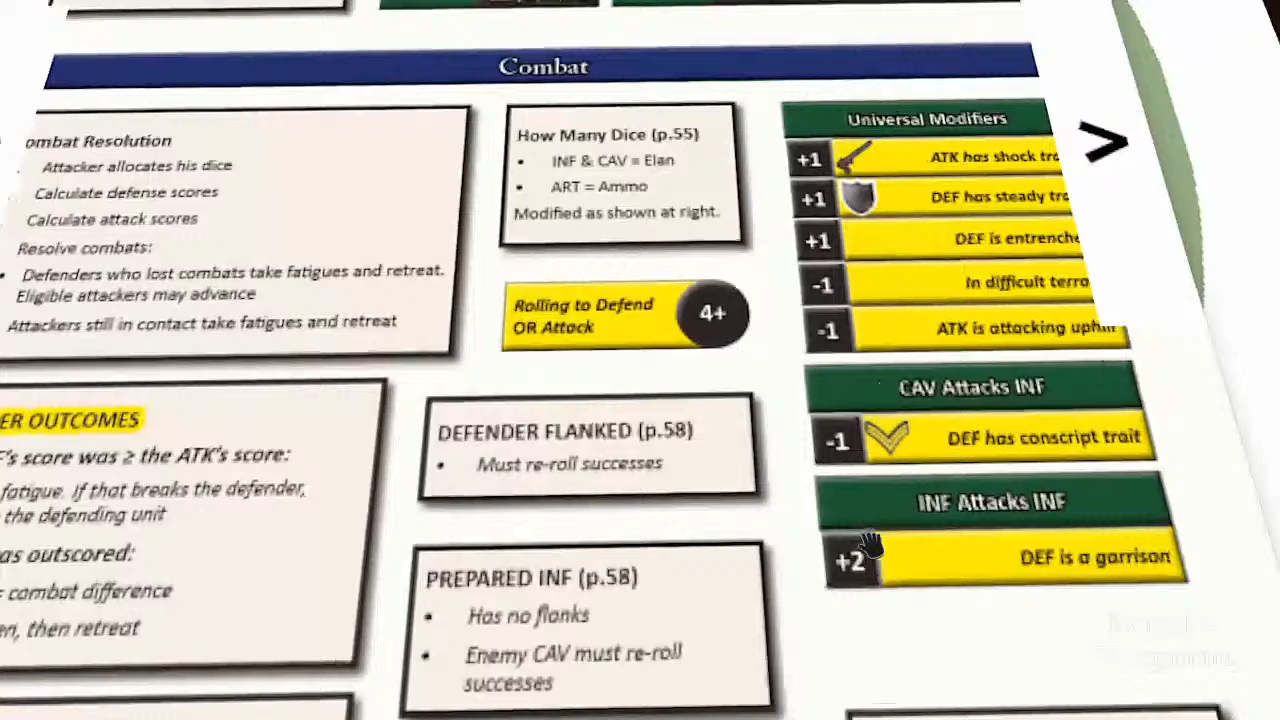 Combat
ombat Resolution
Attacker allocates his dice
Calculate defense scores
Calculate attack scores
Resolve combats:
• Defenders who lost combats take fatigues and retreat.
Eligible attackers may advance
Attackers still in contact take fatigues and retreat
How Many Dice (p.55)
• INF & CAV = Elan
• ART = Ammo
Modified as shown at right.
Rolling to Defend
OR Attack
4+
Universal Modifiers
+1 ATK has shock tra
+1 DEF has steady tra
+1 DEF is entrenche
-1 In difficult terra
-1 ATK is attacking uphill
>
CAV Attacks INF
-1 DEF has conscript trait
INF Attacks INF
+2 DEF is a garrison
ER OUTCOMES
F's score was ≥ the ATK's score:
fatigue. If that breaks the defender,
the defending unit
as outscored:
= combat difference
en, then retreat
DEFENDER FLANKED (p.58)
• Must re-roll successes
PREPARED INF (p.58)
• Has no flanks
• Enemy CAV must re-roll
successes